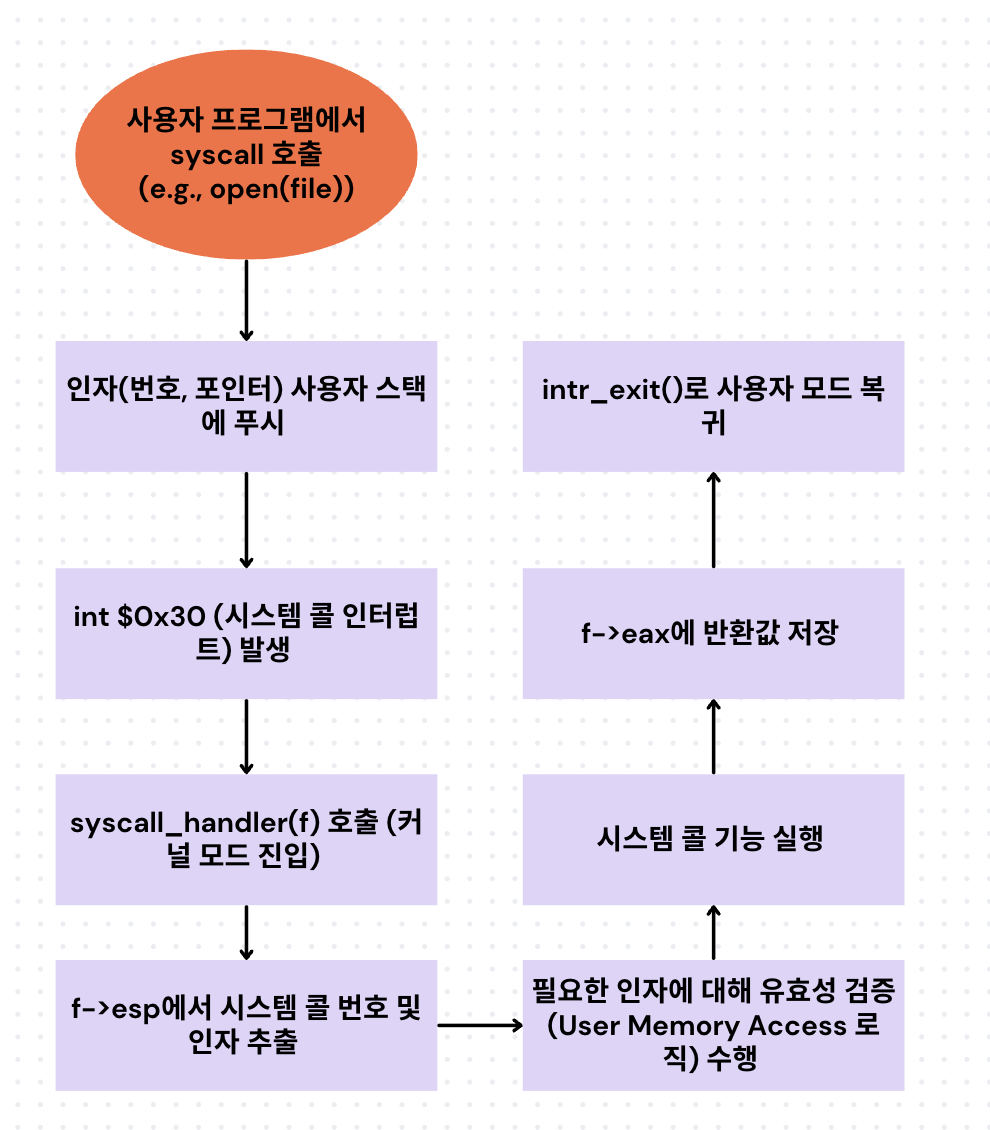 사용자 프로그램에서
syscall 호출
(e.g., open(file))
인자(번호, 포인터) 사용자 스택
에 푸시
int $0x30 (시스템 콜 인터럽
트) 발생
syscall_handler(f) 호출 (커
널 모드 진입)
f->esp에서 시스템 콜 번호 및
인자 추출
필요한 인자에 대해 유효성 검증
(User Memory Access 로
직) 수행
시스템 콜 기능 실행
f->eax에 반환값 저장
intr_exit()로 사용자 모드 복
귀